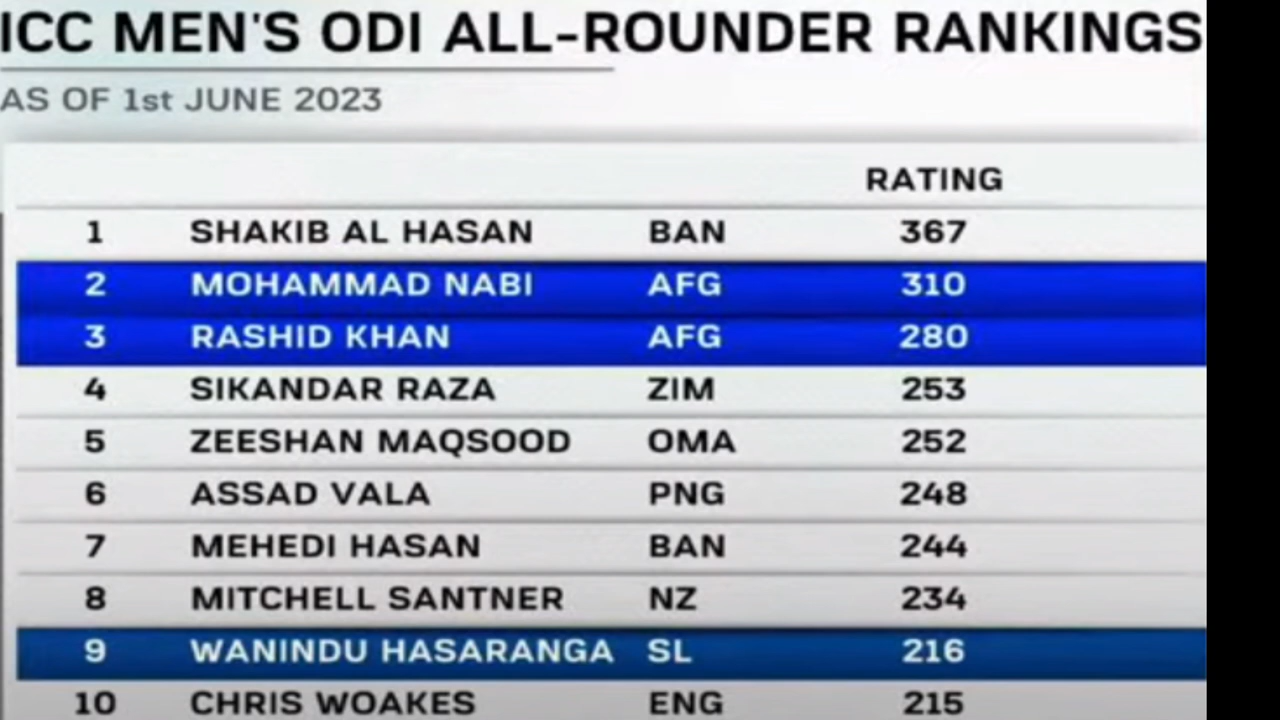 ICC MEN'S ODI ALL-ROUNDER RANKINGS
AS OF 1st JUNE 2023
RATING
1 SHAKIB AL HASAN BAN 367
2 MOHAMMAD NABI AFG 310
3 RASHID KHAN AFG 280
4 SIKANDAR RAZA ZIM 253
5 ZEESHAN MAQSOOD OMA 252
6 ASSAD VALA PNG 248
7 MEHEDI HASAN BAN 244
8 MITCHELL SANTNER NZ 234
9 WANINDU HASARANGA SL 216
10 CHRIS WOAKES ENG 215